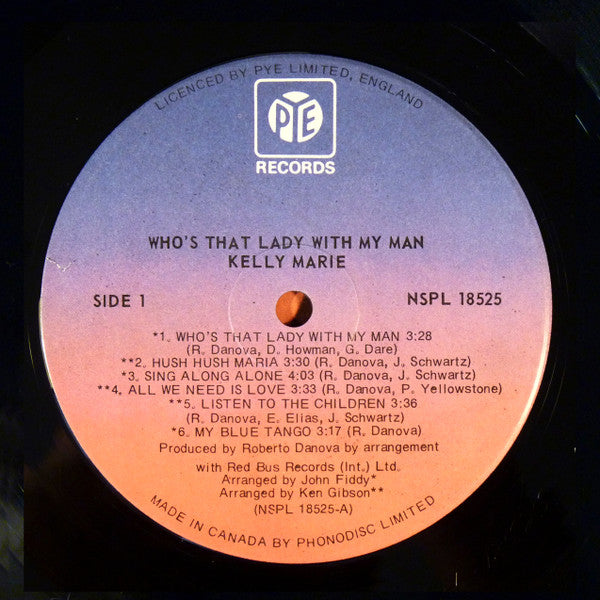 LICENCED BY PYE LIMITED, ENGLAND
PYE
RECORDS
WHO'S THAT LADY WITH MY MAN
KELLY MARIE
SIDE 1
NSPL 18525
*1. WHO'S THAT LADY WITH MY MAN 3:28
(R. Danova, D. Howman, G. Dare)
**2. HUSH HUSH MARIA 3:30 (R. Danova, J. Schwartz)
*3. SING ALONG ALONE 4:03 (R. Danova, J. Schwartz)
**4. ALL WE NEED IS LOVE 3:33 (R. Danova, P. Yellowstone)
**5. LISTEN TO THE CHILDREN 3:36
(R. Danova, E. Elias, J. Schwartz)
*6. MY BLUE TANGO 3:17 (R. Danova)
Produced by Roberto Danova by arrangement
with Red Bus Records (Int.) Ltd.
Arranged by John Fiddy*
Arranged by Ken Gibson**
(NSPL 18525-A)
MADE IN CANADA BY PHONODISC LIMITED